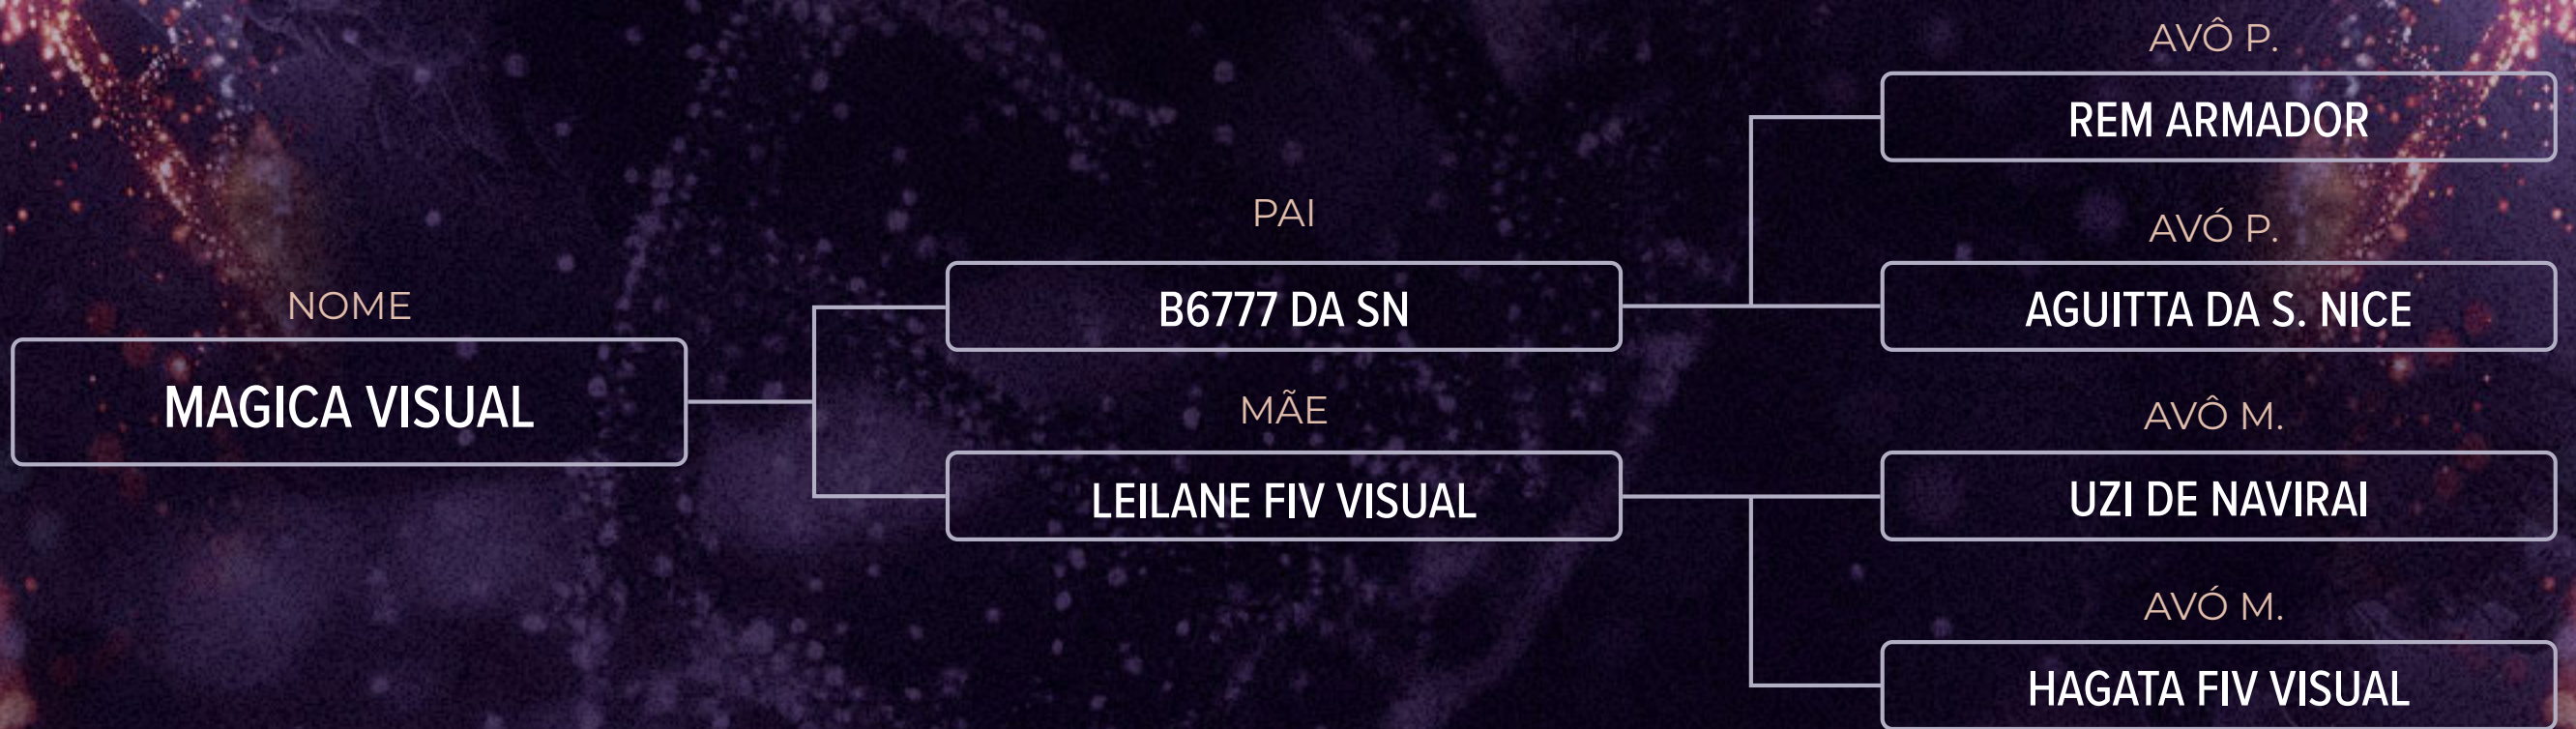 NOME
MAGICA VISUAL
PAI
B6777 DA SN
MÃE
LEILANE FIV VISUAL
AVÔ P.
REM ARMADOR
AVÓ P.
AGUITTA DA S. NICE
AVÔ M.
UZI DE NAVIRAI
AVÓ M.
HAGATA FIV VISUAL